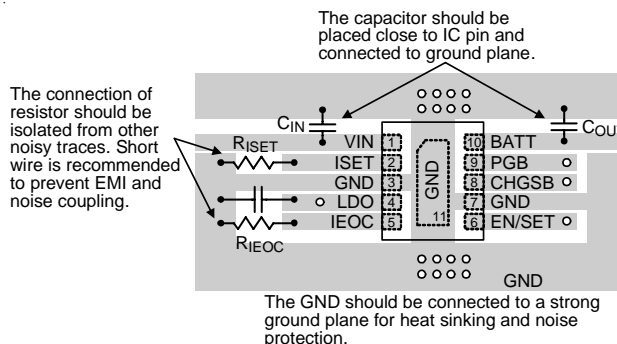 The capacitor should be
placed close to IC pin and
connected to ground plane.
The connection of
resistor should be
isolated from other
noisy traces. Short
wire is recommended
to prevent EMI and
noise coupling.
CIN
COU
RISET
VIN 1 10 BATT
ISET 2 9 PGB
GND 3 8 CHGSB
LDO 4 7 GND
IEOC 5 6 EN/SET
GND
11
RIEOC
GND
The GND should be connected to a strong
ground plane for heat sinking and noise
protection.